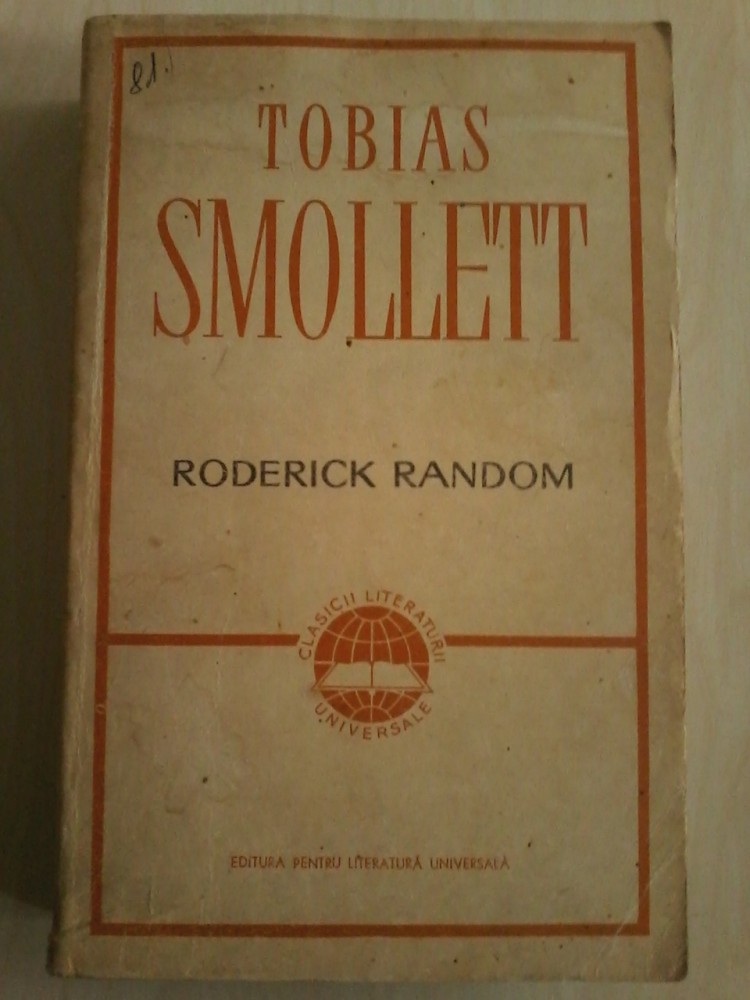 81.
TOBIAS
SMOLLETT
RODERICK RANDOM
CLASICII LITERATURII
UNIVERSALE
EDITURA PENTRU LITERATURĂ UNIVERSALĂ